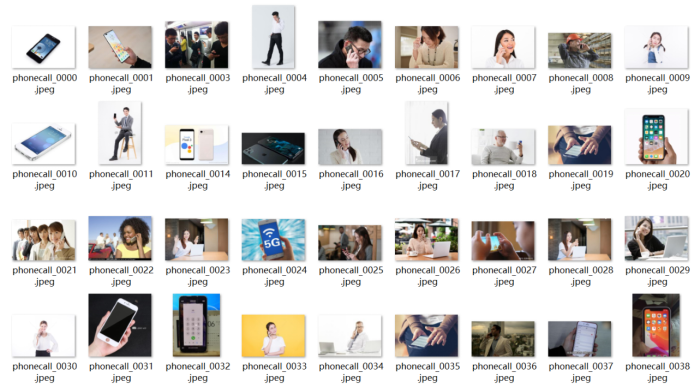 phonecall_0000 phonecall_0001 phonecall_0003 phonecall_0004 phonecall_0005 phonecall_0006 phonecall_0007 phonecall_0008 phonecall_0009
.jpeg .jpeg .jpeg .jpeg .jpeg .jpeg .jpeg .jpeg .jpeg
phonecall_0010 phonecall_0011 phonecall_0014 phonecall_0015 phonecall_0016 phonecall_0017 phonecall_0018 phonecall_0019 phonecall_0020
.jpeg .jpeg .jpeg .jpeg .jpeg .jpeg .jpeg .jpeg .jpeg
5G
phonecall_0021 phonecall_0022 phonecall_0023 phonecall_0024 phonecall_0025 phonecall_0026 phonecall_0027 phonecall_0028 phonecall_0029
.jpeg .jpeg .jpeg .jpeg .jpeg .jpeg .jpeg .jpeg .jpeg
phonecall_0030 phonecall_0031 phonecall_0032 phonecall_0033 phonecall_0034 phonecall_0035 phonecall_0036 phonecall_0037 phonecall_0038
.jpeg .jpeg .jpeg .jpeg .jpeg .jpeg .jpeg .jpeg .jpeg